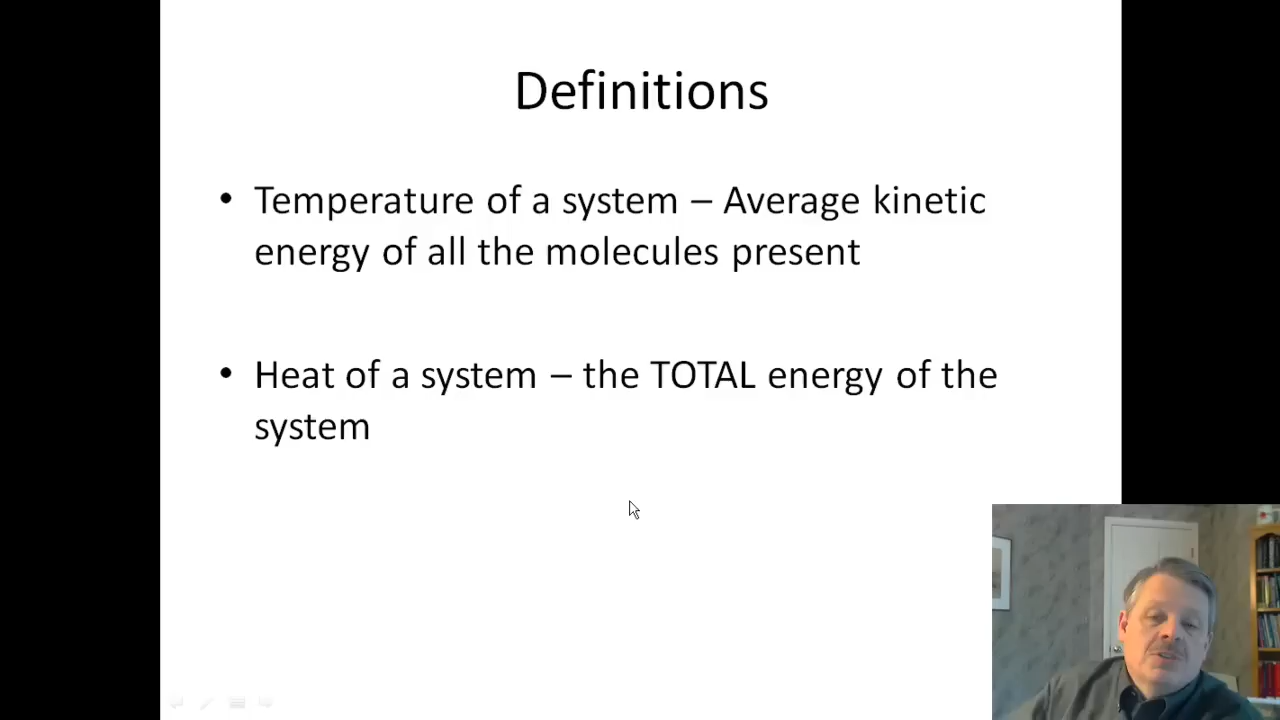 Definitions
• Temperature of a system – Average kinetic
energy of all the molecules present
• Heat of a system – the TOTAL energy of the
system